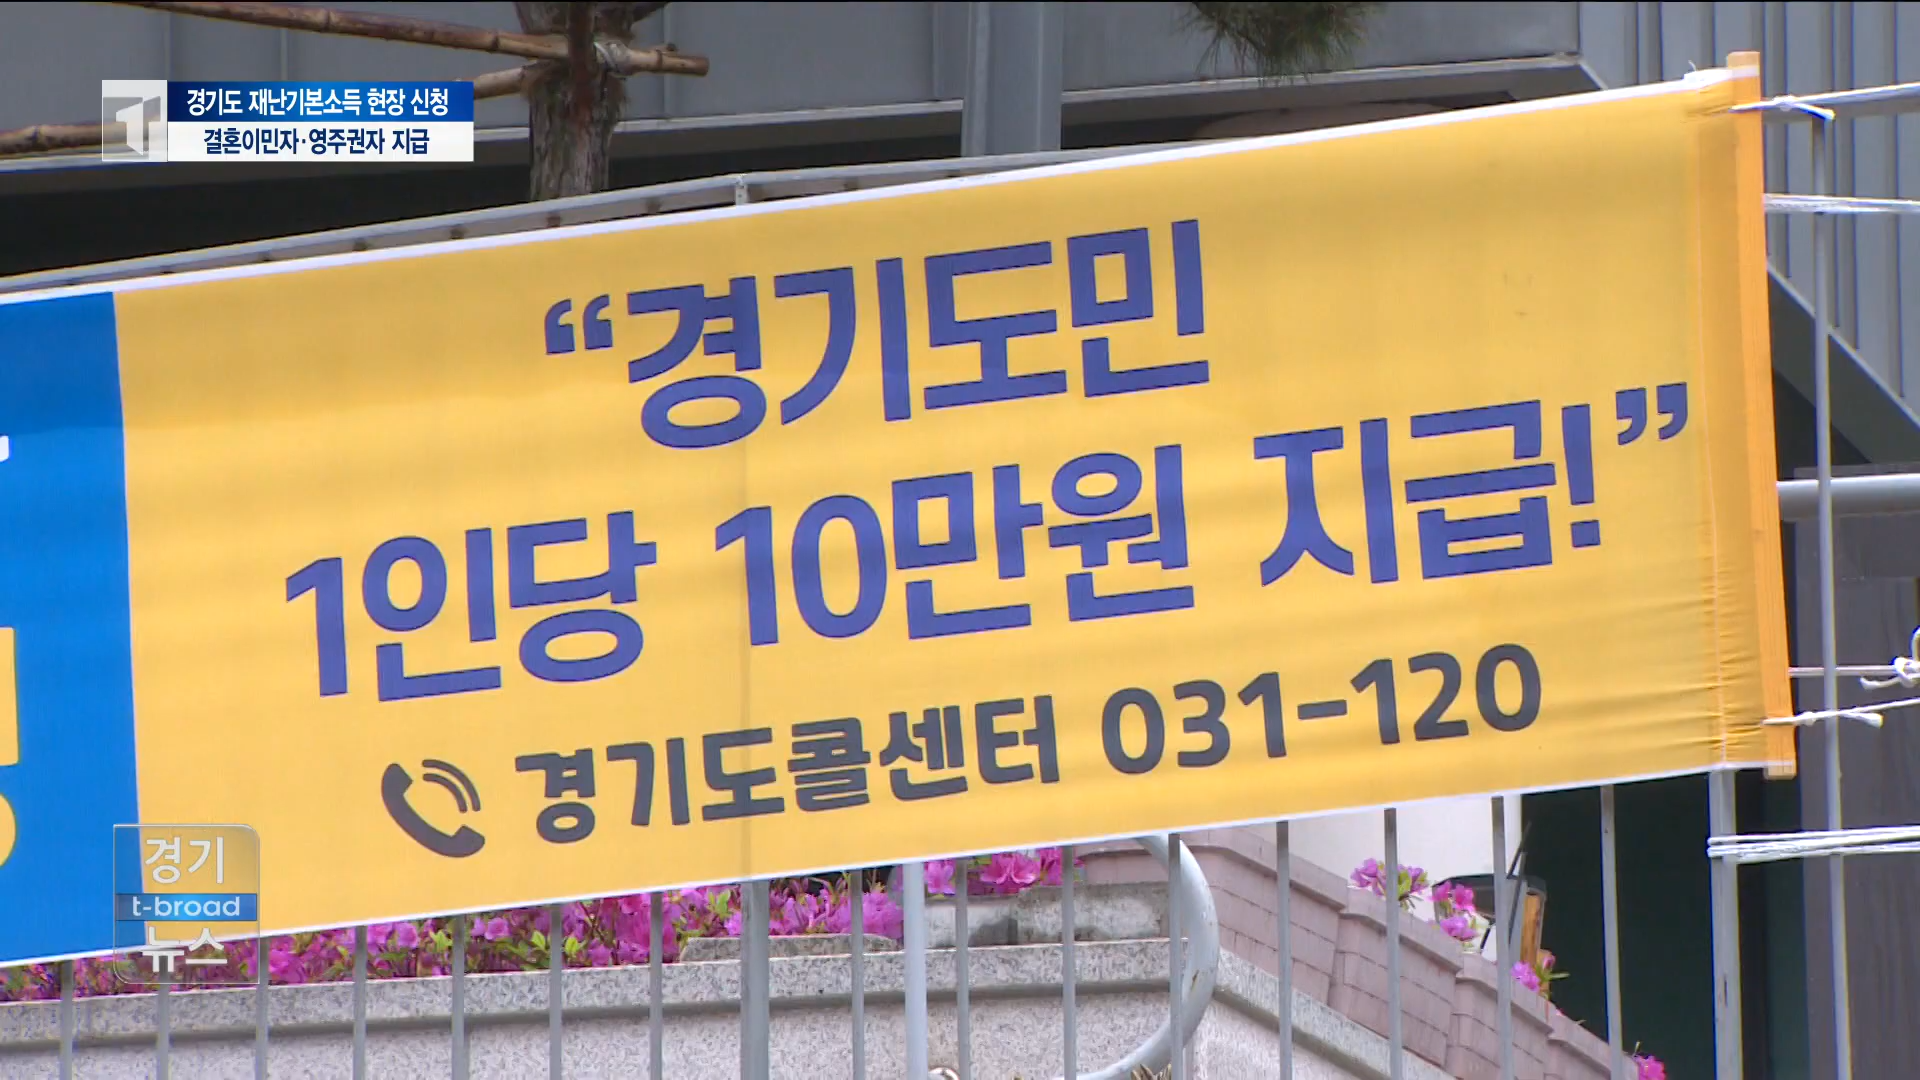 경기도 재난기본소득 현장 신청
결혼이민자·영주권자 지급
“경기도민
1인당 10만원 지급!”
경기도콜센터 031-120
경기
t-broad
뉴스